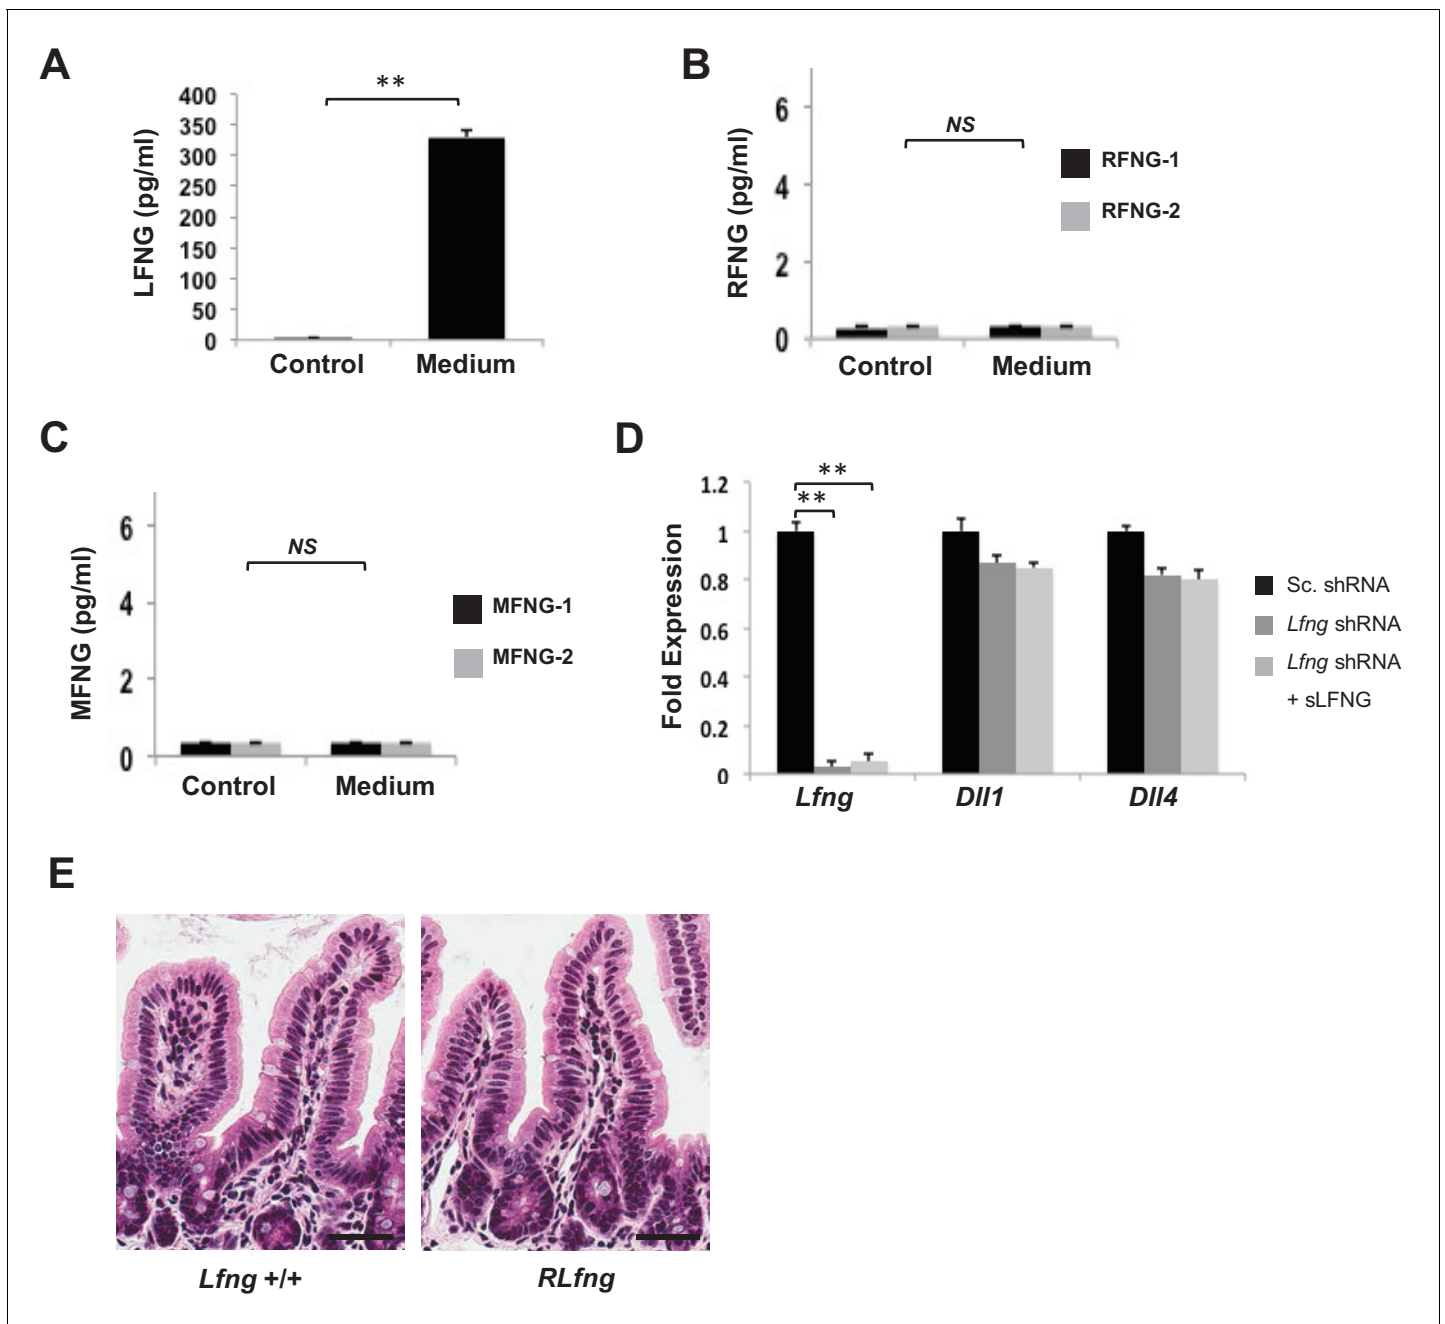 A
**
400
350
300
250
200
150
100
50
0
LFNG (pg/ml)
Control Medium
B
NS
6
4
2
0
RFNG (pg/ml)
Control Medium
RFNG-1
RFNG-2
C
NS
6
4
2
0
MFNG (pg/ml)
Control Medium
MFNG-1
MFNG-2
D
**
**
1.2
1
0.8
0.6
0.4
0.2
0
Fold Expression
Lfng Dll1 Dll4
Sc. shRNA
Lfng shRNA
Lfng shRNA
+ sLFNG
E
Lfng +/+ RLfng